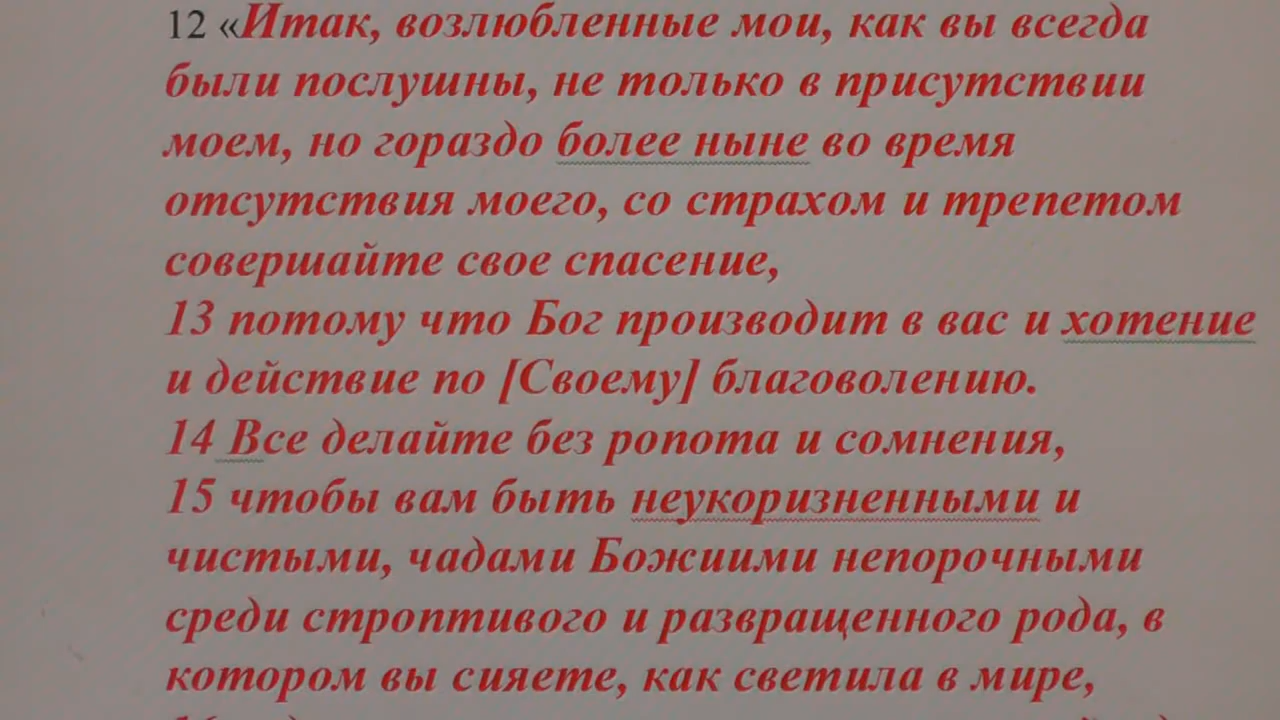 12 «Итак, возлюбленные мои, как вы всегда
были послушны, не только в присутствии
моем, но гораздо более ныне во время
отсутствия моего, со страхом и трепетом
совершайте свое спасение,
13 потому что Бог производит в вас и хотение
и действие по [Своему] благоволению.
14 Все делайте без ропота и сомнения,
15 чтобы вам быть неукоризненными и
чистыми, чадами Божиими непорочными
среди строптивого и развращенного рода, в
котором вы сияете, как светила в мире,